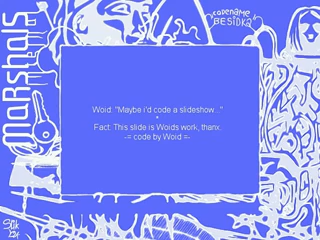 MaRshals
CODENAME
BESIDKA
Woid: "Maybe i'd code a slideshow..."
*
Fact: This slide is Woids work, thanx.
-= code by Woid =-